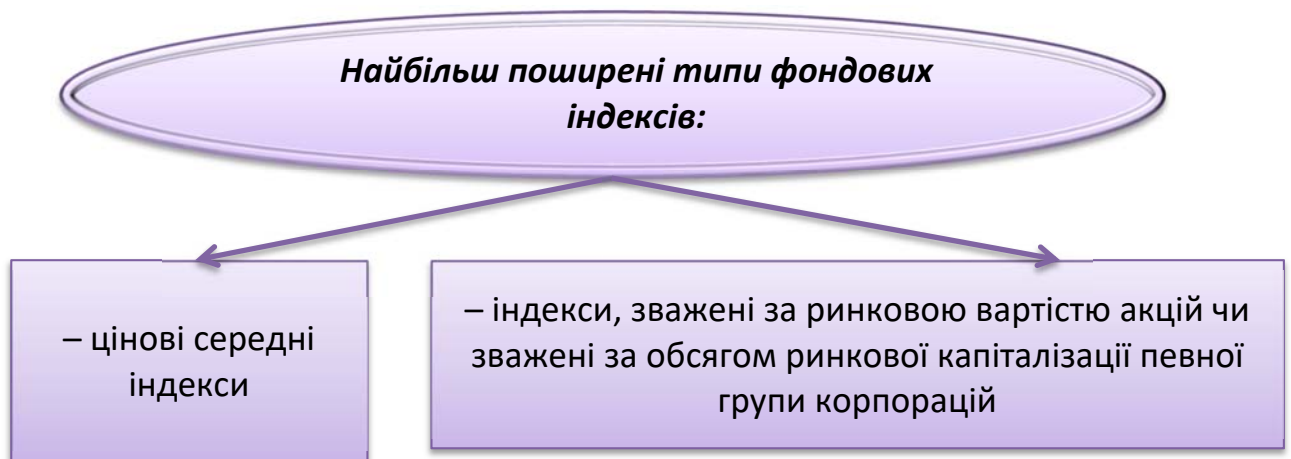 Найбільш поширені типи фондових
індексів:
– цінові середні
індекси
– індекси, зважені за ринковою вартістю акцій чи
зважені за обсягом ринкової капіталізації певної
групи корпорацій